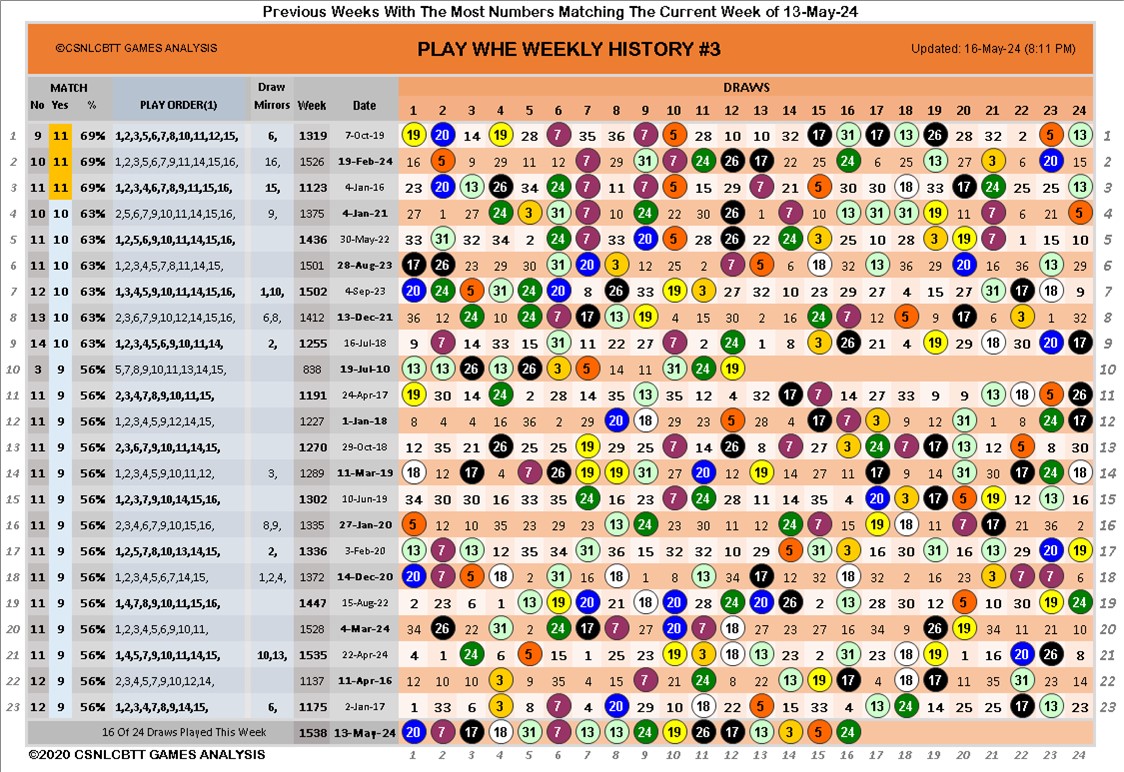 Previous Weeks With The Most Numbers Matching The Current Week of 13-May-24
©CSNLCBTT GAMES ANALYSIS PLAY WHE WEEKLY HISTORY #3 Updated: 16-May-24 (8:11 PM)
MATCH Draw DRAWS
No Yes % PLAY ORDER(1) Mirrors Week Date 1 2 3 4 5 6 7 8 9 10 11 12 13 14 15 16 17 18 19 20 21 22 23 24
1 9 11 69% 1,2,3,5,6,7,8,10,11,12,15, 6, 1319 7-Oct-19 19 20 14 19 28 7 35 36 7 5 28 10 10 32 17 31 17 13 26 28 32 2 5 13 1
2 10 11 69% 1,2,3,5,6,7,9,11,14,15,16, 16, 1526 19-Feb-24 16 5 9 29 11 12 7 29 31 7 24 26 17 22 25 24 6 25 13 27 3 6 20 15 2
3 11 11 69% 1,2,3,4,6,7,8,9,11,15,16, 15, 1123 4-Jan-16 23 20 13 26 34 24 7 11 7 5 15 29 7 15 5 30 30 18 33 17 24 25 25 13 3
4 10 10 63% 2,5,6,7,9,10,11,14,15,16, 9, 1375 4-Jan-21 27 1 27 24 3 31 7 10 24 22 30 26 1 7 10 13 31 31 19 11 7 6 21 5 4
5 11 10 63% 1,2,5,6,9,10,11,14,15,16, 1436 30-May-22 33 31 32 34 2 24 7 33 20 5 28 26 22 24 3 25 10 28 3 19 7 1 15 10 5
6 11 10 63% 1,2,3,4,5,7,8,11,14,15, 1501 28-Aug-23 17 26 23 29 30 31 20 3 12 25 2 7 5 6 18 32 13 36 29 20 16 36 13 29 6
7 12 10 63% 1,3,4,5,9,10,11,14,15,16, 1,10, 1502 4-Sep-23 20 24 5 31 24 20 8 26 33 19 3 27 32 10 23 29 27 4 15 27 31 17 18 9 7
8 13 10 63% 2,3,6,7,9,10,12,14,15,16, 6,8, 1412 13-Dec-21 36 12 24 10 24 7 17 13 19 4 15 30 2 14 24 7 12 5 9 17 6 3 1 32 8
9 14 10 63% 1,2,3,4,5,6,9,10,11,14, 2, 1255 16-Jul-18 9 7 14 33 15 31 11 22 27 7 2 24 1 8 3 26 21 4 19 29 18 30 20 17 9
10 3 9 56% 5,7,8,9,10,11,13,14,15, 838 19-Jul-10 13 13 26 13 26 3 5 14 11 31 24 19 10
11 11 9 56% 2,3,4,7,8,9,10,11,15, 1191 24-Apr-17 19 30 14 24 2 28 14 35 13 35 12 4 32 17 7 14 27 33 9 9 13 18 5 26 11
12 11 9 56% 1,2,3,4,5,9,12,14,15, 1227 1-Jan-18 8 4 4 16 36 2 29 20 18 29 23 5 28 11 17 7 3 9 12 31 1 8 24 17 12
13 11 9 56% 2,3,6,7,9,10,11,14,15, 1270 29-Oct-18 12 35 21 26 25 25 19 29 25 7 14 26 8 7 16 3 24 7 17 13 12 5 8 30 13
14 11 9 56% 1,2,3,4,5,9,10,11,12, 3, 1289 11-Mar-19 18 12 17 4 7 26 19 19 31 27 20 12 19 14 27 11 17 9 14 31 30 17 24 18 14
15 11 9 56% 1,2,3,7,9,10,14,15,16, 1302 10-Jun-19 34 30 30 16 33 35 24 16 23 7 24 28 11 14 35 4 20 3 17 5 19 12 13 16 15
16 11 9 56% 2,3,4,6,7,9,10,15,16, 8,9, 1335 27-Jan-20 5 12 10 35 23 29 23 13 24 23 30 11 12 24 7 15 19 18 11 7 17 21 36 2 16
17 11 9 56% 1,2,5,7,8,10,13,14,15, 2, 1336 3-Feb-20 13 7 13 12 35 34 31 36 15 32 32 10 29 5 31 3 16 30 31 16 13 29 20 19 17
18 11 9 56% 1,2,3,4,5,6,7,14,15, 1,2,4, 1372 14-Dec-20 20 7 5 18 2 31 16 18 1 8 13 34 17 12 32 18 32 2 16 23 3 7 7 6 18
19 11 9 56% 1,4,7,8,9,10,11,15,16, 1447 15-Aug-22 2 23 6 1 13 19 20 21 18 20 28 24 20 26 2 13 28 30 12 5 10 30 19 24 19
20 11 9 56% 1,2,3,4,5,6,9,10,11, 1528 4-Mar-24 34 26 22 31 2 24 17 7 27 20 7 18 27 23 27 16 34 9 26 19 34 11 21 10 20
21 11 9 56% 1,4,5,7,9,10,11,14,15, 10,13, 1535 22-Apr-24 4 1 24 6 5 15 1 25 23 19 3 18 13 23 16 31 23 18 19 1 16 20 26 8 21
22 12 9 56% 2,3,4,5,7,9,10,12,14, 1137 11-Apr-16 12 10 10 3 9 35 4 15 7 21 24 8 22 13 19 17 4 18 17 11 35 31 23 14 22
23 12 9 56% 1,2,3,4,7,8,9,14,15, 6, 1175 2-Jan-17 1 33 6 3 8 7 4 20 29 10 18 22 5 15 33 4 13 24 14 25 22 17 13 23 23
16 Of 24 Draws Played This Week 1538 13-May-24 20 7 17 18 31 7 13 13 24 19 26 17 13 3 5 24
©2020 CSNLCBTT GAMES ANALYSIS 1 2 3 4 5 6 7 8 9 10 11 12 13 14 15 16 17 18 19 20 21 22 23 24